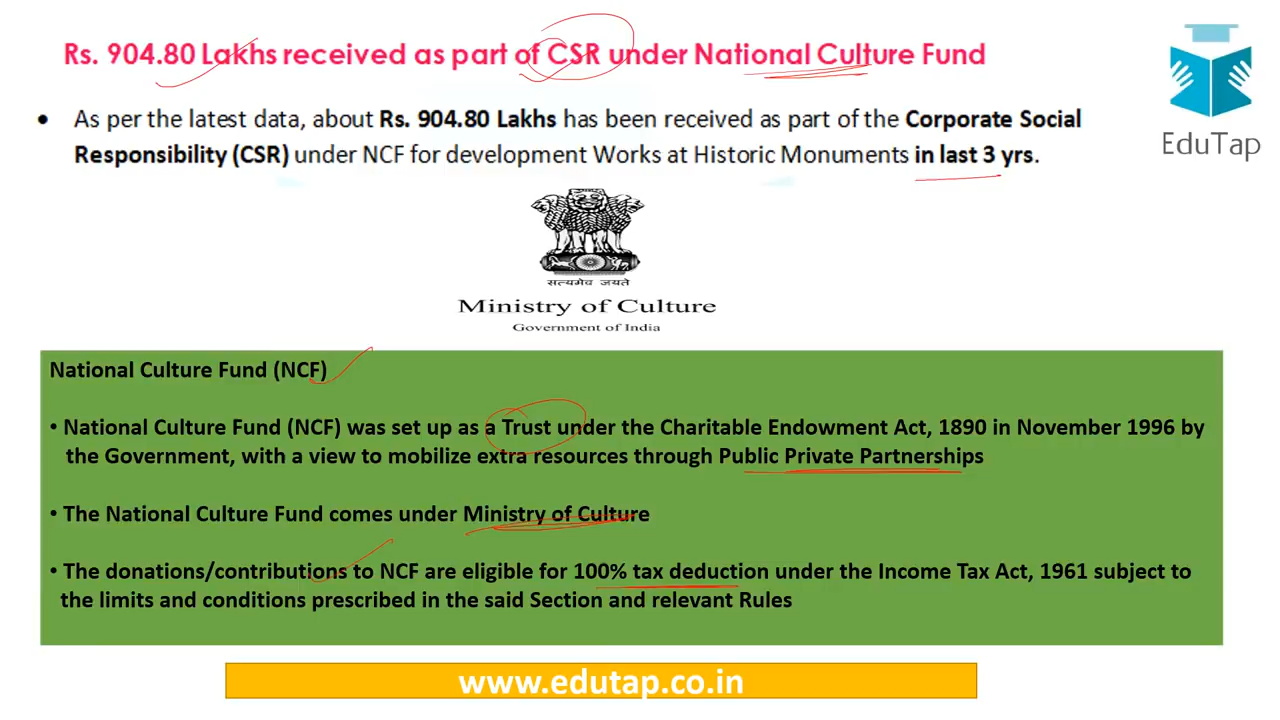 Rs. 904.80 Lakhs received as part of CSR under National Culture Fund
EduTap
• As per the latest data, about Rs. 904.80 Lakhs has been received as part of the Corporate Social
Responsibility (CSR) under NCF for development Works at Historic Monuments in last 3 yrs.
सत्यमेव जयते
Ministry of Culture
Government of India
National Culture Fund (NCF)
• National Culture Fund (NCF) was set up as a Trust under the Charitable Endowment Act, 1890 in November 1996 by
the Government, with a view to mobilize extra resources through Public Private Partnerships
• The National Culture Fund comes under Ministry of Culture
• The donations/contributions to NCF are eligible for 100% tax deduction under the Income Tax Act, 1961 subject to
the limits and conditions prescribed in the said Section and relevant Rules
www.edutap.co.in